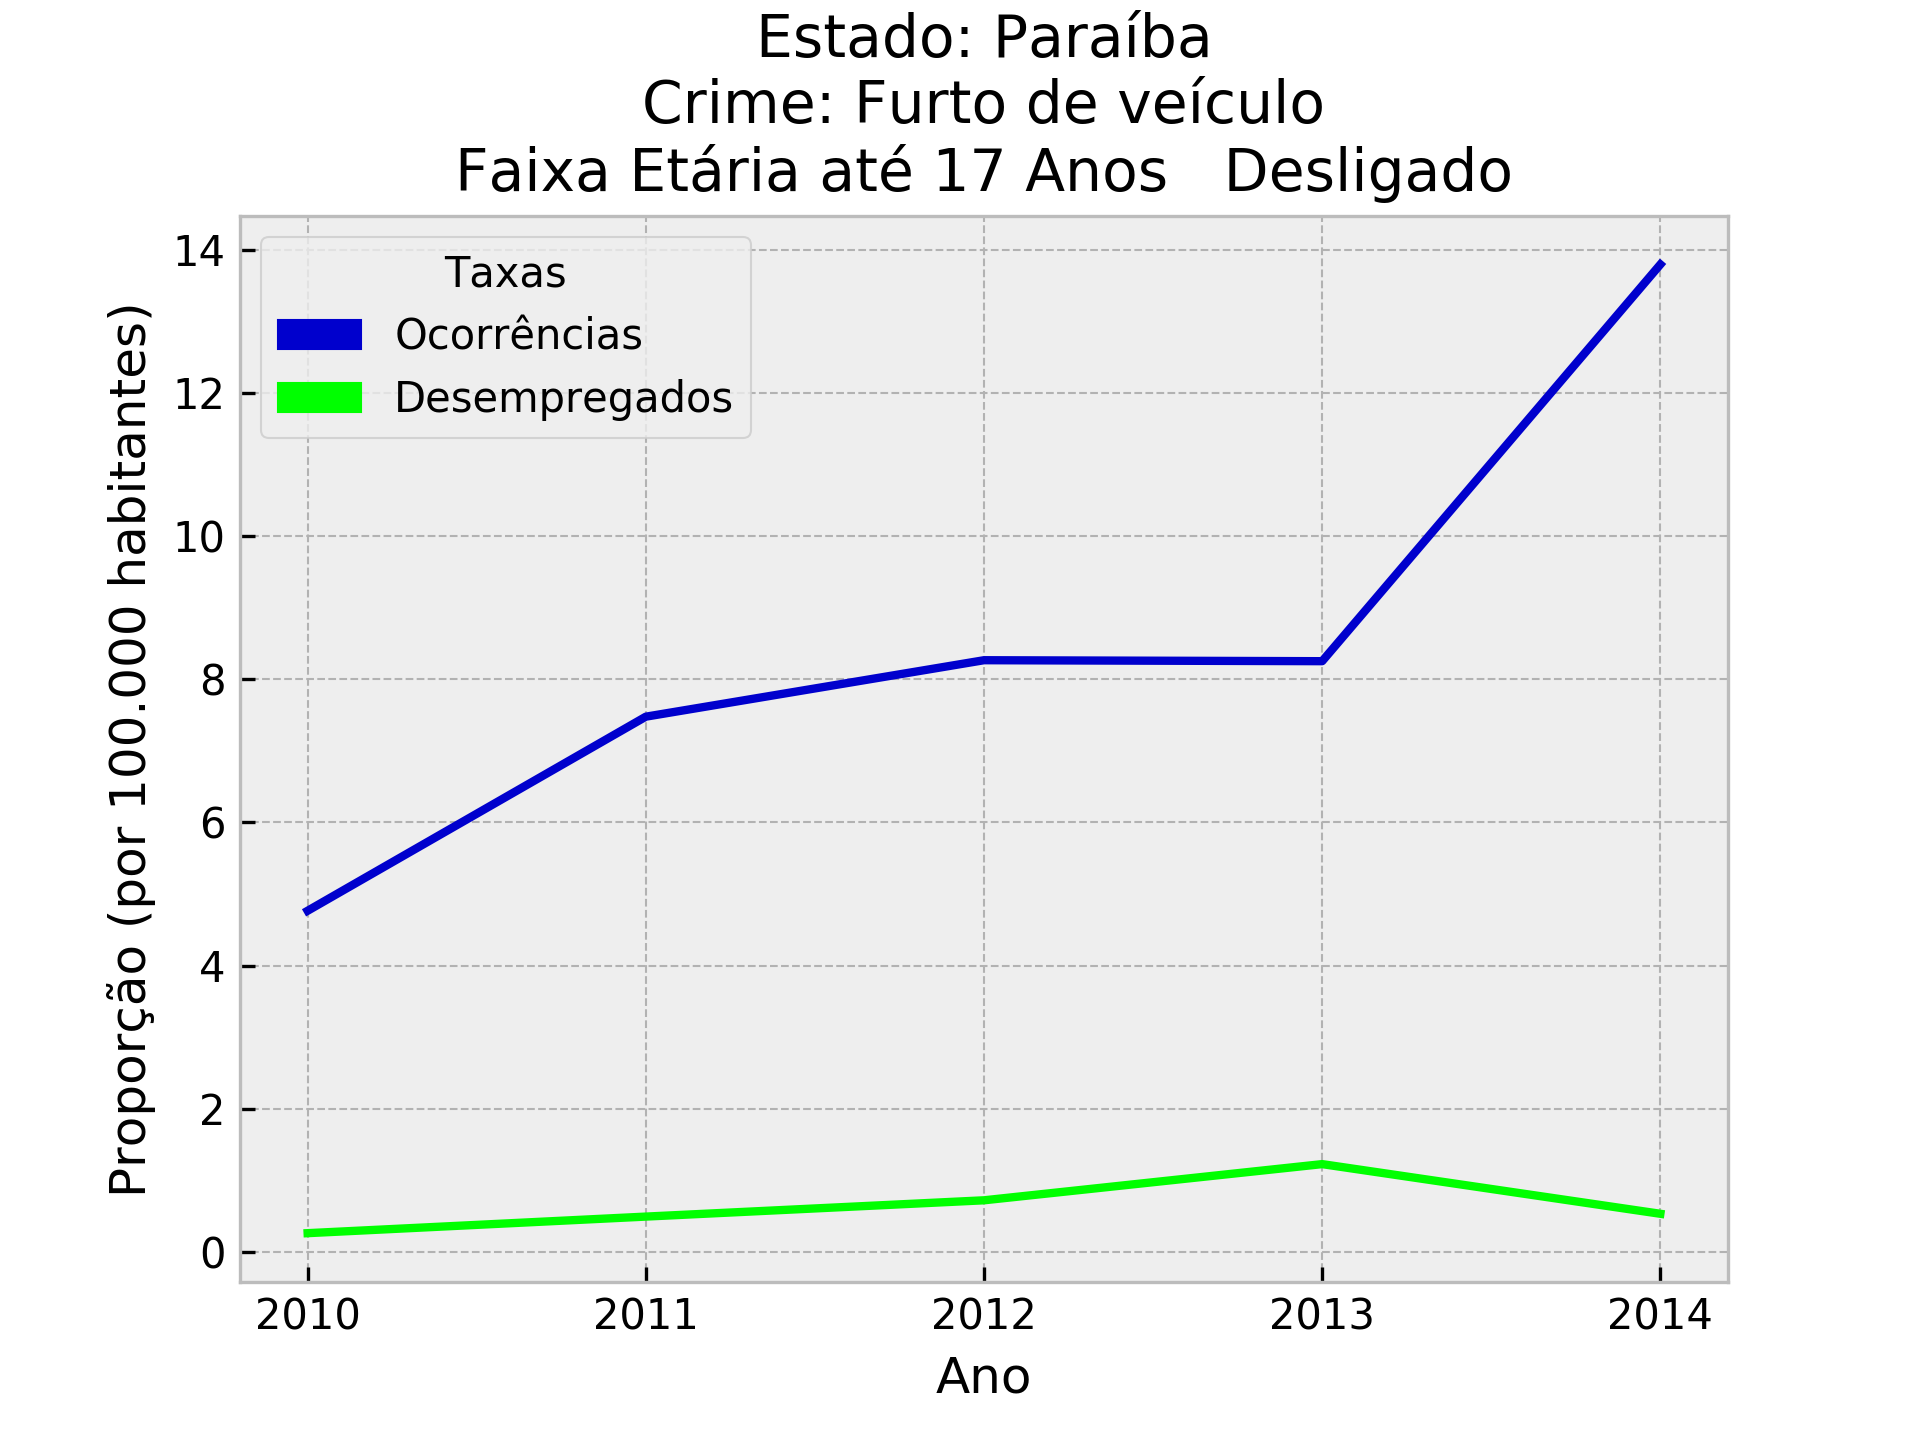 Estado: Paraíba
Crime: Furto de veículo
Faixa Etária até 17 Anos   Desligado
Taxas
Ocorrências
Desempregados
Proporção (por 100.000 habitantes)
14
12
10
8
6
4
2
0
2010
2011
2012
2013
2014
Ano